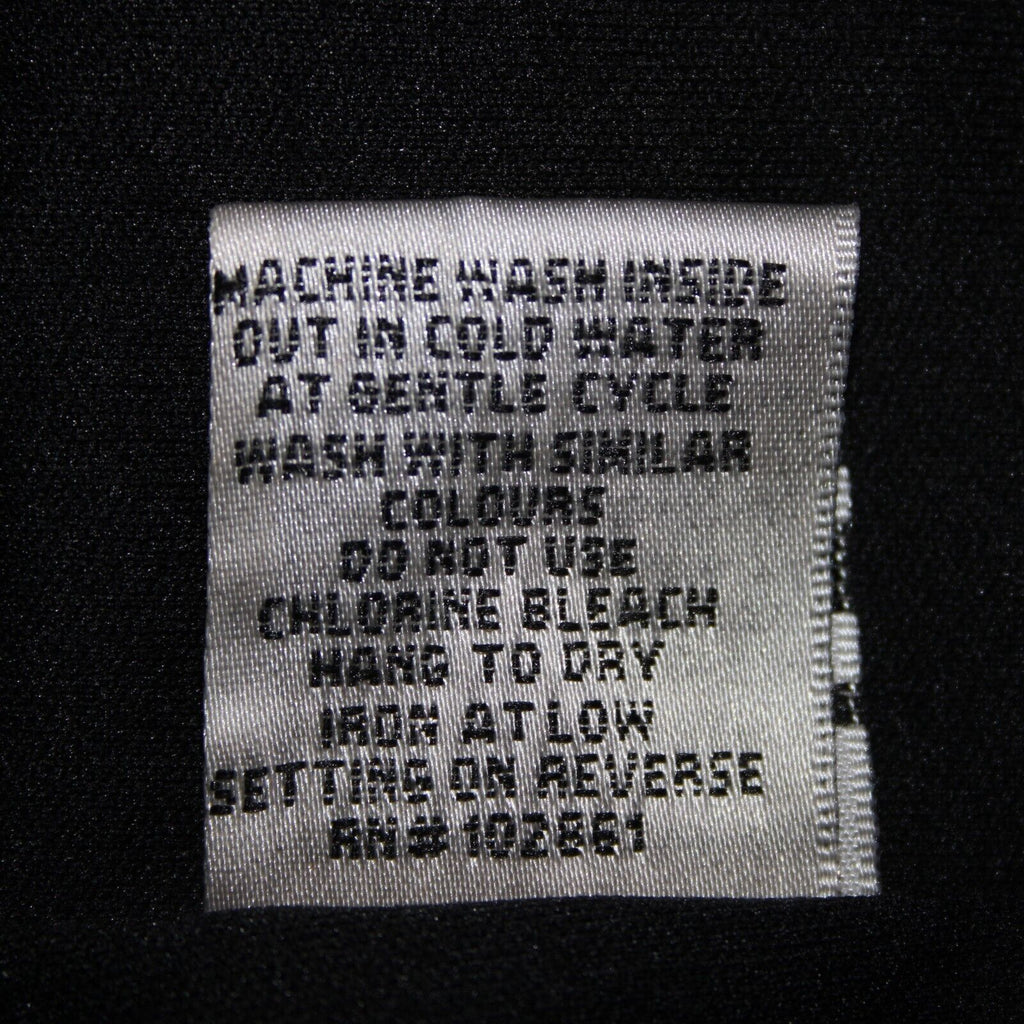 MACHINE WASH INSIDE
OUT IN COLD WATER
AT GENTLE CYCLE
WASH WITH SIMILAR
COLOURS
DO NOT USE
CHLORINE BLEACH
HANG TO DRY
IRON AT LOW
SETTING ON REVERSE
RN#102861